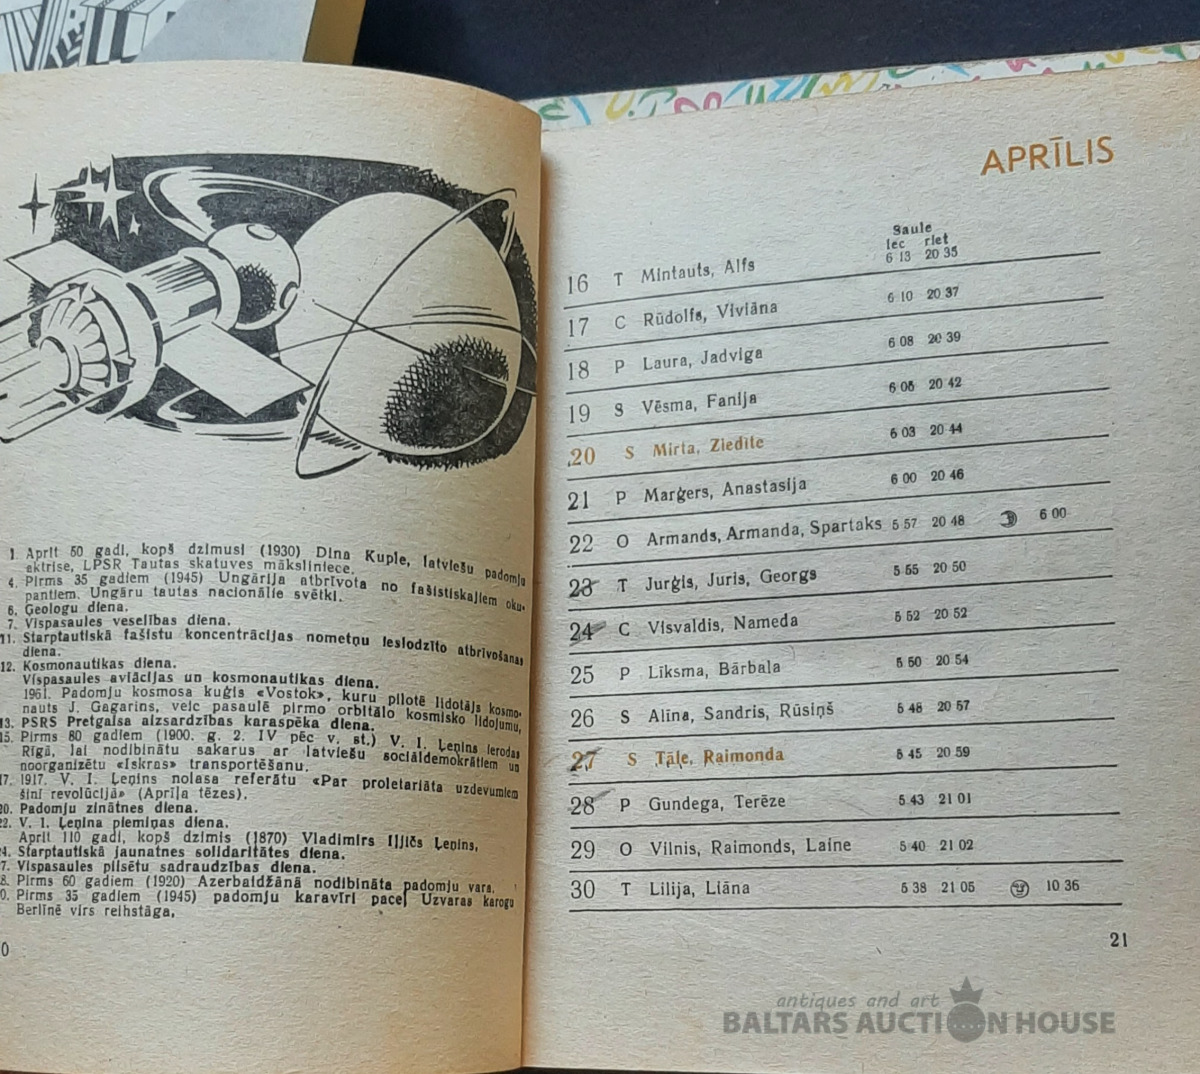 1. Aprīlī 50 gadi, kopš dzimusi (1930) Dina Kuple, latviešu padomju
aktrise, LPSR Tautas skatuves māksliniece.
4. Pirms 35 gadiem (1945) Ungārija atbrīvota no fašistiskajiem oku-
pantiem. Ungāru tautas nacionālie svētki.
6. Ģeologu diena.
7. Vispasaules veselības diena.
11. Starptautiskā fašistu koncentrācijas nometņu ieslodzīto atbrīvošanas
diena.
12. Kosmonautikas diena.
Vispasaules aviācijas un kosmonautikas diena.
1961. Padomju kosmosa kuģis «Vostok», kuru pilotē lidotājs kosmo-
nauts J. Gagarins, veic pasaulē pirmo orbitālo kosmisko lidojumu,
13. PSRS Pretgaisa aizsardzības karaspēka diena.
15. Pirms 80 gadiem (1900. g. 2. IV pēc v. st.) V. I. Ļeņins ierodas
Rīgā, lai nodibinātu sakarus ar latviešu sociāldemokrātiem un
noorganizētu «Iskras» transportēšanu.
17. 1917. V. I. Ļeņins nolasa referātu «Par proletariāta uzdevumiem
šinī revolūcijā» (Aprīļa tēzes).
20. Padomju zinātnes diena.
22. V. I. Ļeņina piemiņas diena.
Aprīlī 110 gadi, kopš dzimis (1870) Vladimirs Iļjičs Ļeņins,
4. Starptautiskā jaunatnes solidaritātes diena.
7. Vispasaules pilsētu sadraudzības diena.
8. Pirms 60 gadiem (1920) Azerbaidžānā nodibināta padomju vara.
0. Pirms 35 gadiem (1945) padomju karavīri paceļ Uzvaras karogu
Berlīnē virs reihstāga.
0
APRĪLIS
Saule
lec riet
16 T Mintauts, Alfs 6 13 20 35
17 C Rūdolfs, Viviāna 6 10 20 37
18 P Laura, Jadviga 6 08 20 39
19 S Vēsma, Fanija 6 05 20 42
20 S Mirta, Ziedīte 6 03 20 44
21 P Marģers, Anastasija 6 00 20 46
22 O Armands, Armanda, Spartaks 5 57 20 48 6 00
23 T Jurģis, Juris, Georgs 5 55 20 50
24 C Visvaldis, Nameda 5 52 20 52
25 P Līksma, Bārbala 5 50 20 54
26 S Alīna, Sandris, Rūsiņš 5 48 20 57
27 S Tāle, Raimonda 5 45 20 59
28 P Gundega, Terēze 5 43 21 01
29 O Vilnis, Raimonds, Laine 5 40 21 02
30 T Lilija, Liāna 5 38 21 05 10 36
21
antiques and art
BALTARS AUCTION HOUSE